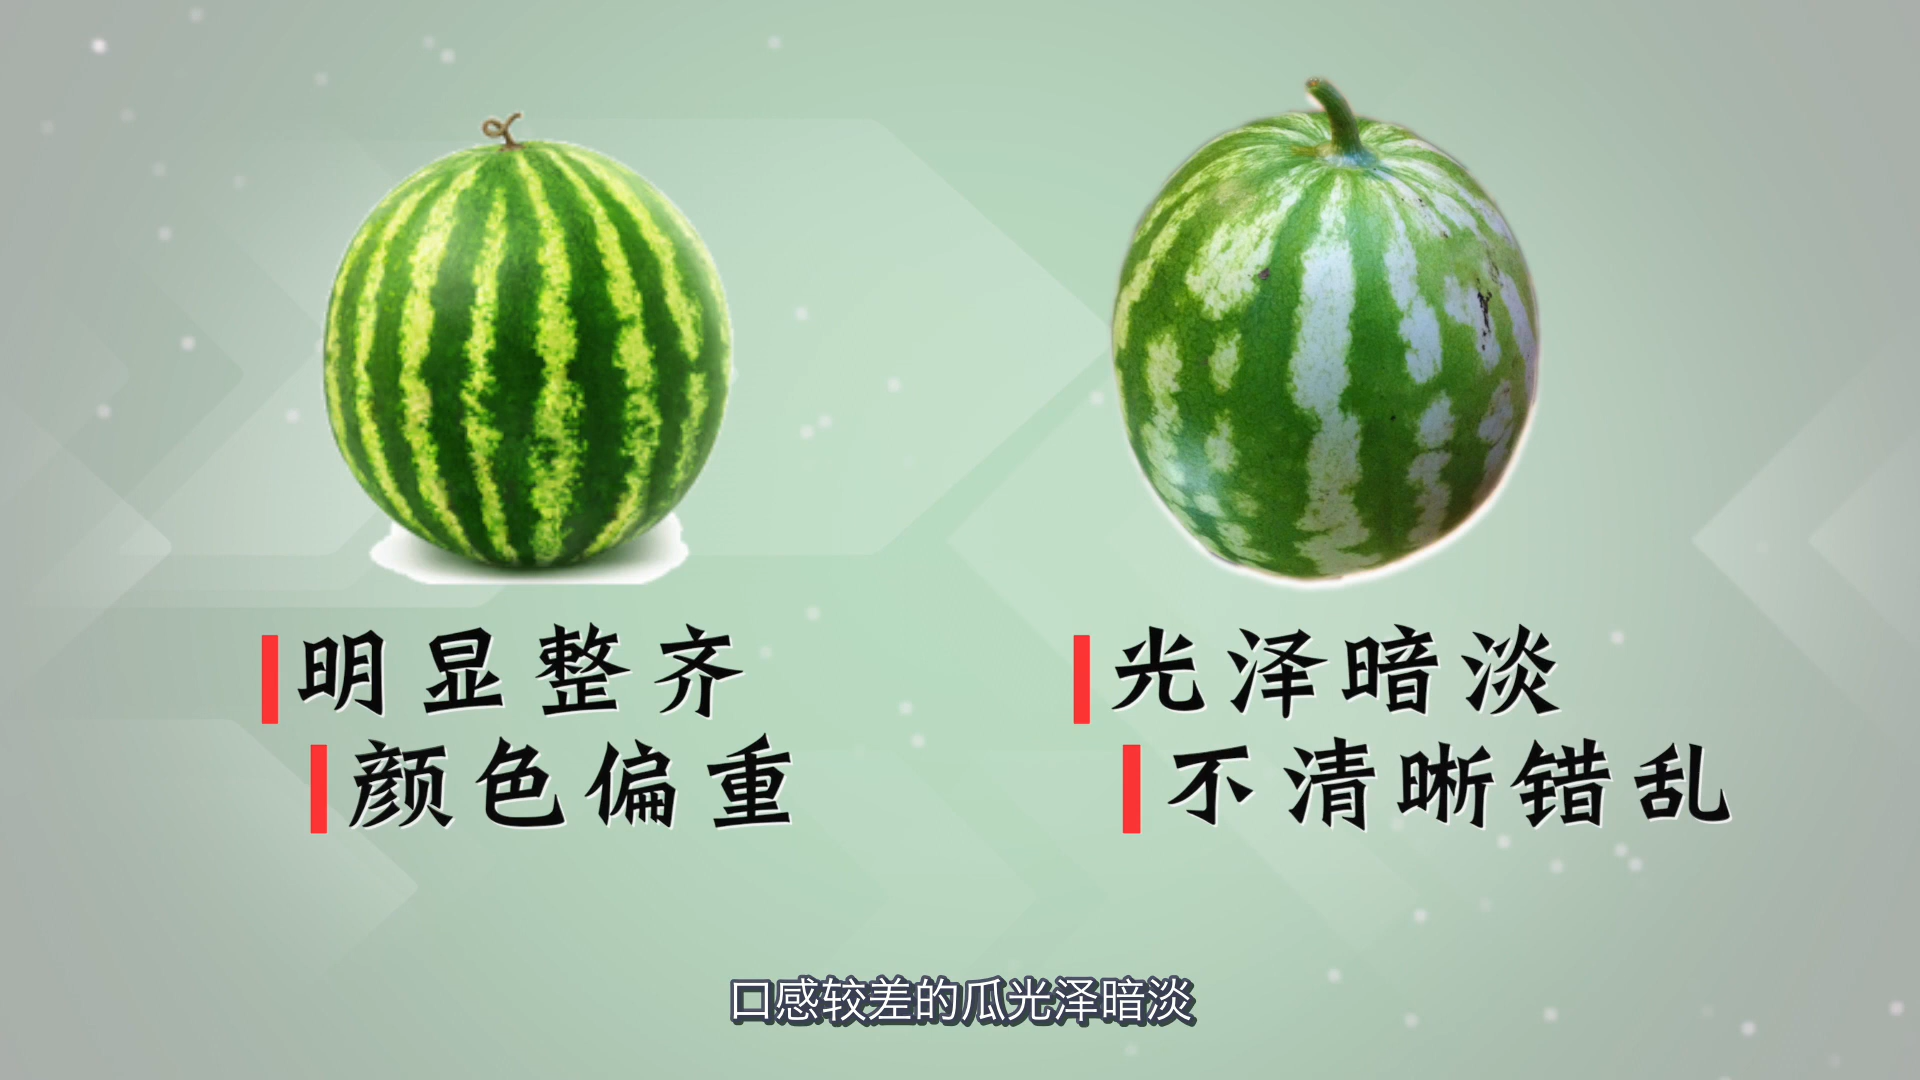 明显整齐
颜色偏重
光泽暗淡
不清晰错乱
口感较差的瓜光泽暗淡